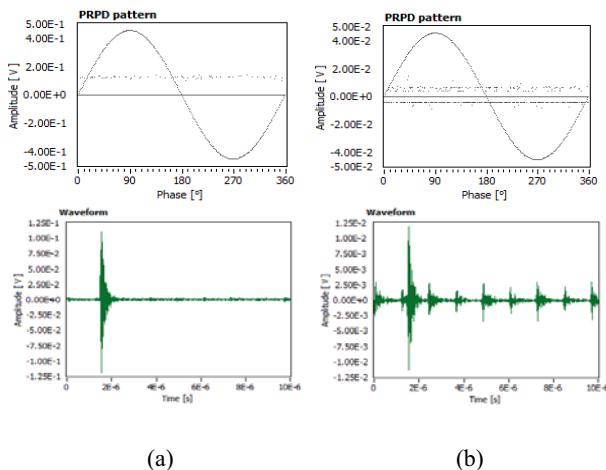 PRPD pattern
5.00E-1
4.00E-1
2.00E-1
0.00E+0
-2.00E-1
-4.00E-1
-5.00E-1
Amplitude [ V ]
0 90 180 270 360
Phase [º]
PRPD pattern
5.00E-2
4.00E-2
2.00E-2
0.00E+0
-2.00E-2
-4.00E-2
-5.00E-2
Amplitude [ V ]
0 90 180 270 360
Phase [º]
Waveform
1.25E-1
1.00E-1
7.50E-2
5.00E-2
2.50E-2
0.00E+0
-2.50E-2
-5.00E-2
-7.50E-2
-1.00E-1
-1.25E-1
Amplitude [ V ]
0 2E-6 4E-6 6E-6 8E-6 10E-6
Time [s]
Waveform
1.25E-2
1.00E-2
7.50E-3
5.00E-3
2.50E-3
0.00E+0
-2.50E-3
-5.00E-3
-7.50E-3
-1.00E-2
-1.25E-2
Amplitude [ V ]
0 2E-6 4E-6 6E-6 8E-6 10E-6
Time [s]
(a) (b)